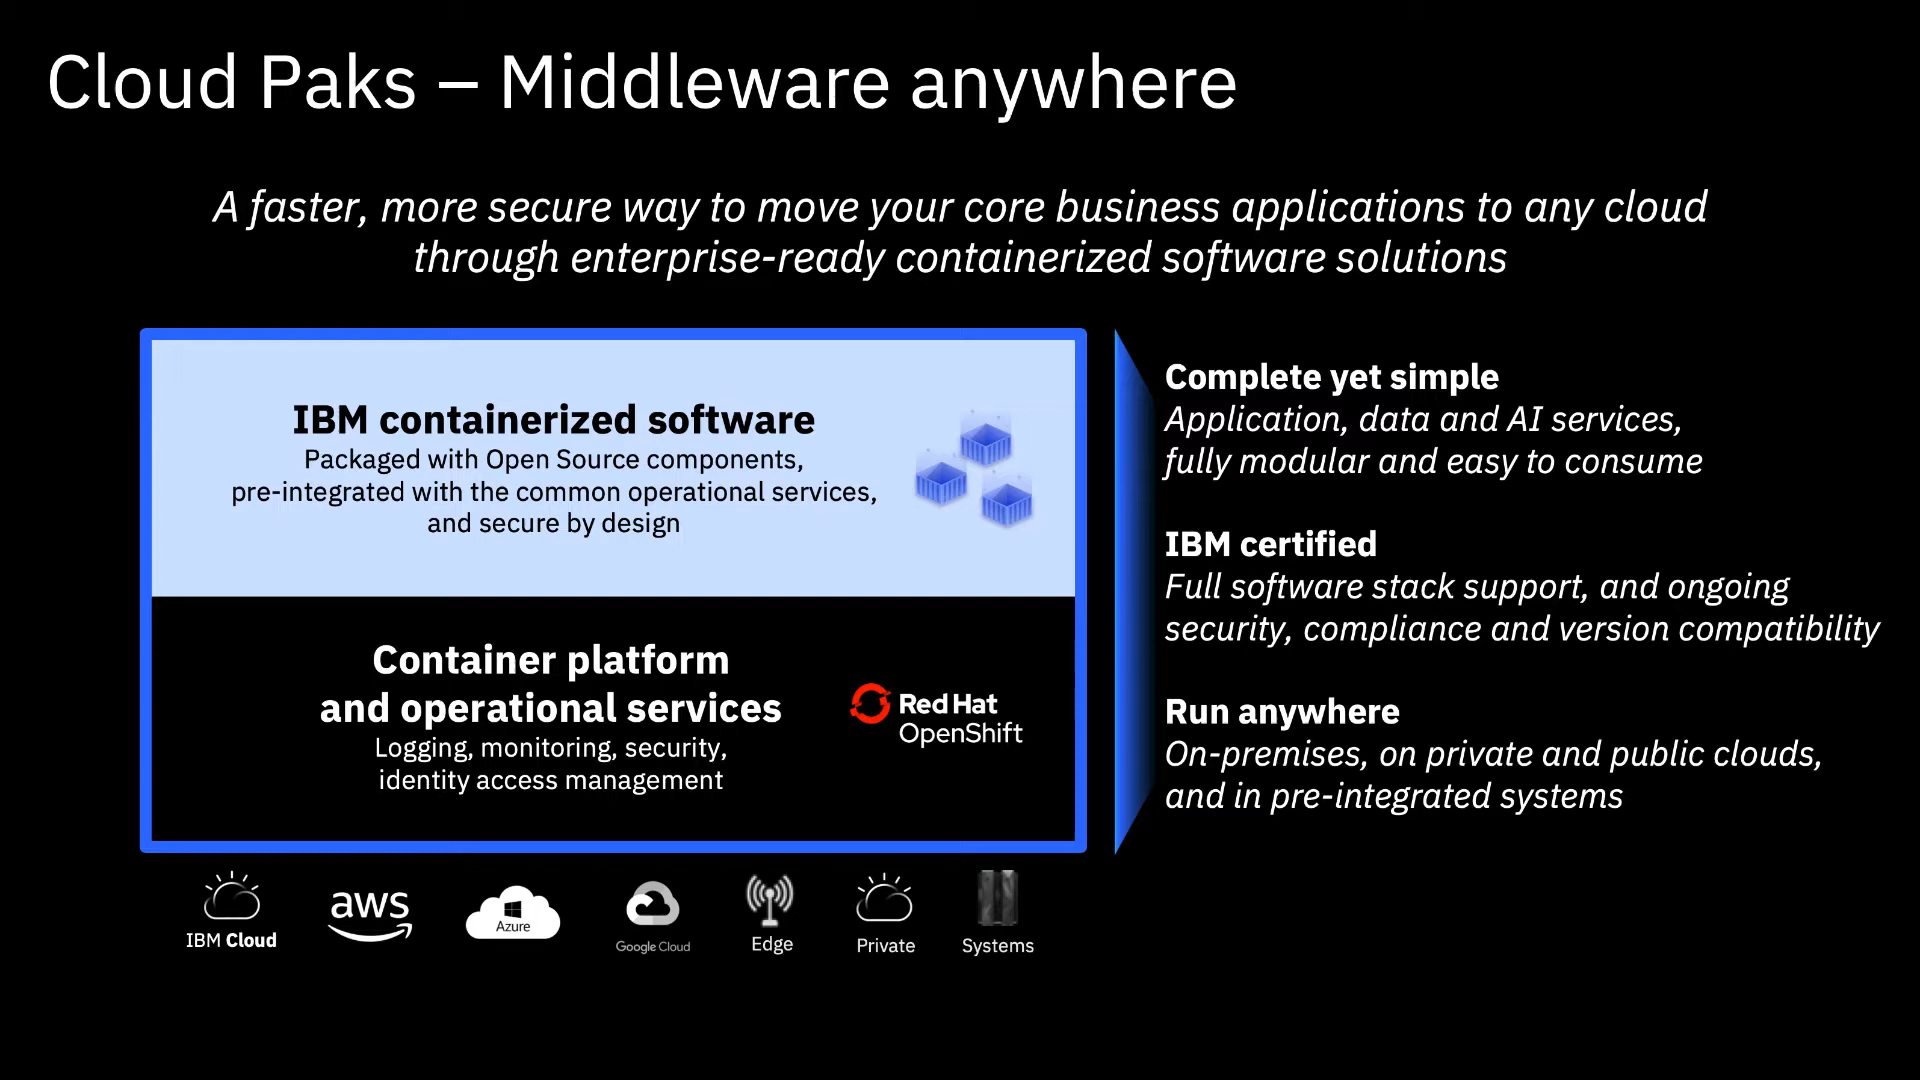 Cloud Paks – Middleware anywhere
A faster, more secure way to move your core business applications to any cloud
through enterprise-ready containerized software solutions
IBM containerized software
Packaged with Open Source components,
pre-integrated with the common operational services,
and secure by design
Container platform
and operational services
Logging, monitoring, security,
identity access management
Red Hat
OpenShift
Complete yet simple
Application, data and AI services,
fully modular and easy to consume
IBM certified
Full software stack support, and ongoing
security, compliance and version compatibility
Run anywhere
On-premises, on private and public clouds,
and in pre-integrated systems
IBM Cloud
aws
Azure
Google Cloud
Edge
Private
Systems